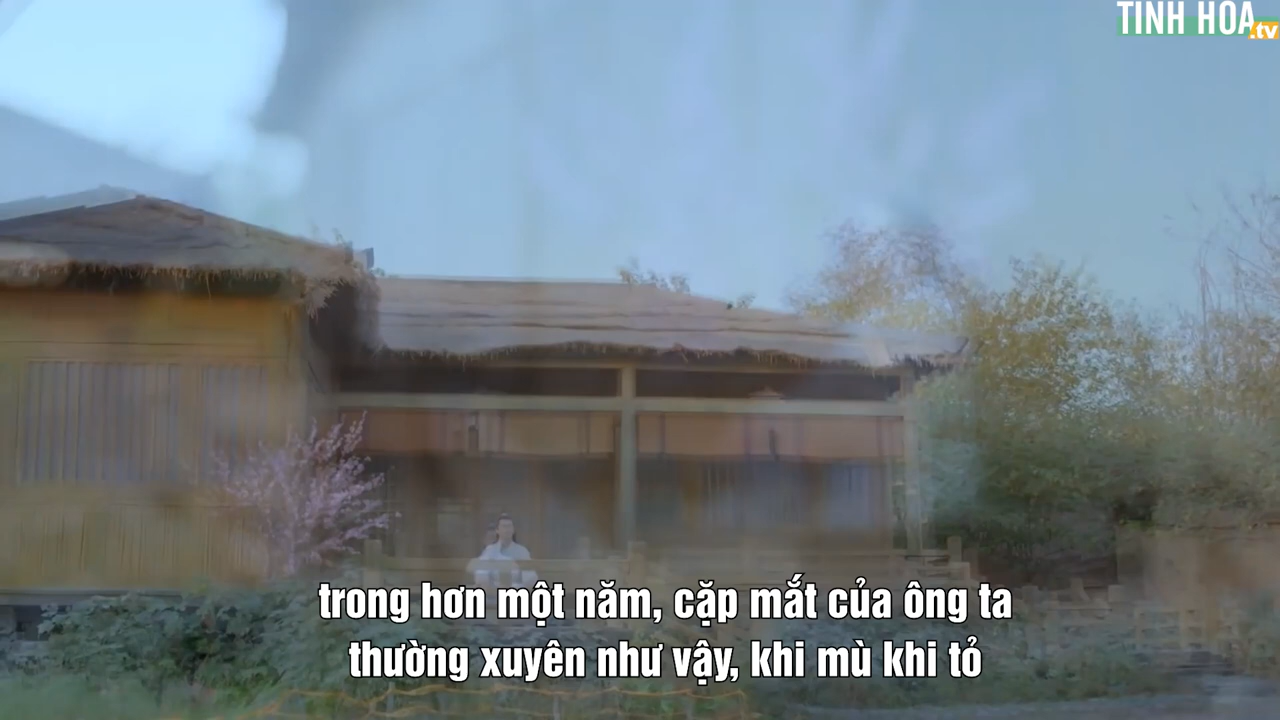 TINH HOA
.tv
trong hơn một năm, cặp mắt của ông ta
thường xuyên như vậy, khi mù khi tỏ